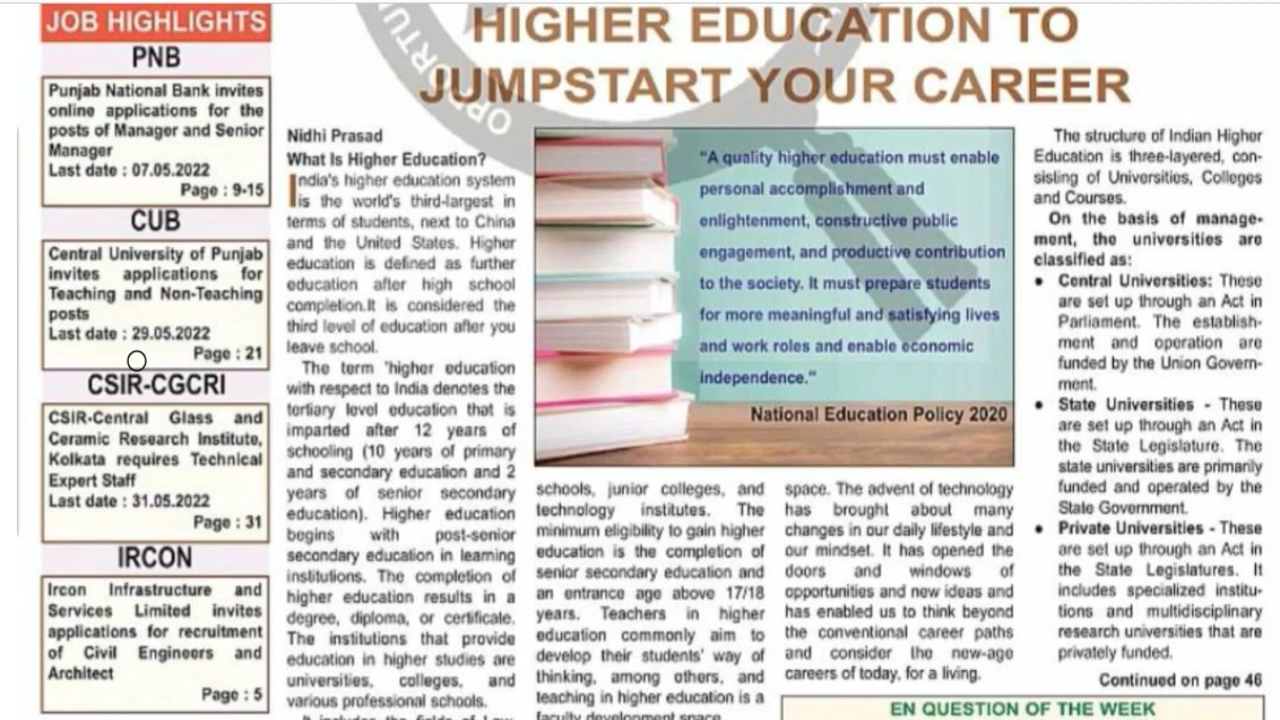 JOB HIGHLIGHTS
PNB
Punjab National Bank invites
online applications for the
posts of Manager and Senior
Manager
Last date : 07.05.2022
Page : 9-15
CUB
Central University of Punjab
invites applications for
Teaching and Non-Teaching
posts
Last date : 29.05.2022
Page : 21
CSIR-CGCRI
CSIR-Central Glass and
Ceramic Research Institute,
Kolkata requires Technical
Expert Staff
Last date : 31.05.2022
Page : 31
IRCON
Ircon Infrastructure and
Services Limited invites
applications for recruitment
of Civil Engineers and
Architect
Page : 5
OPPORTU
HIGHER EDUCATION TO
JUMPSTART YOUR CAREER
Nidhi Prasad
What Is Higher Education?
India's higher education system
is the world's third-largest in
terms of students, next to China
and the United States. Higher
education is defined as further
education after high school
completion.It is considered the
third level of education after you
leave school.
The term 'higher education
with respect to India denotes the
tertiary level education that is
imparted after 12 years of
schooling (10 years of primary
and secondary education and 2
years of senior secondary
education). Higher education
begins with post-senior
secondary education in learning
institutions. The completion of
higher education results in a
degree, diploma, or certificate.
The institutions that provide
education in higher studies are
universities, colleges, and
various professional schools.
It includes the fields of Law,
"A quality higher education must enable
personal accomplishment and
enlightenment, constructive public
engagement, and productive contribution
to the society. It must prepare students
for more meaningful and satisfying lives
and work roles and enable economic
independence."
National Education Policy 2020
schools, junior colleges, and
technology institutes. The
minimum eligibility to gain higher
education is the completion of
senior secondary education and
an entrance age above 17/18
years. Teachers in higher
education commonly aim to
develop their students' way of
thinking, among others, and
teaching in higher education is a
faculty development space
space. The advent of technology
has brought about many
changes in our daily lifestyle and
our mindset. It has opened the
doors and windows of
opportunities and new ideas and
has enabled us to think beyond
the conventional career paths
and consider the new-age
careers of today, for a living.
The structure of Indian Higher
Education is three-layered, con-
sisting of Universities, Colleges
and Courses.
On the basis of manage-
ment, the universities are
classified as:
• Central Universities: These
are set up through an Act in
Parliament. The establish-
ment and operation are
funded by the Union Govern-
ment.
• State Universities - These
are set up through an Act in
the State Legislature. The
state universities are primarily
funded and operated by the
State Government.
• Private Universities - These
are set up through an Act in
the State Legislatures. It
includes specialized institu-
tions and multidisciplinary
research universities that are
privately funded.
Continued on page 46
EN QUESTION OF THE WEEK